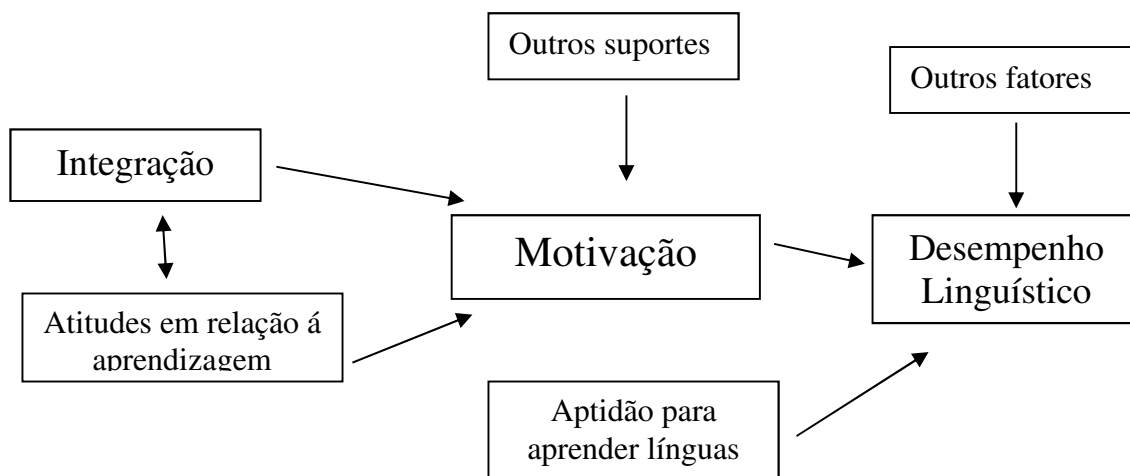 Outros suportes
Outros fatores
Integração
Motivação
Desempenho
Linguístico
Atitudes em relação á
aprendizagem
Aptidão para
aprender línguas